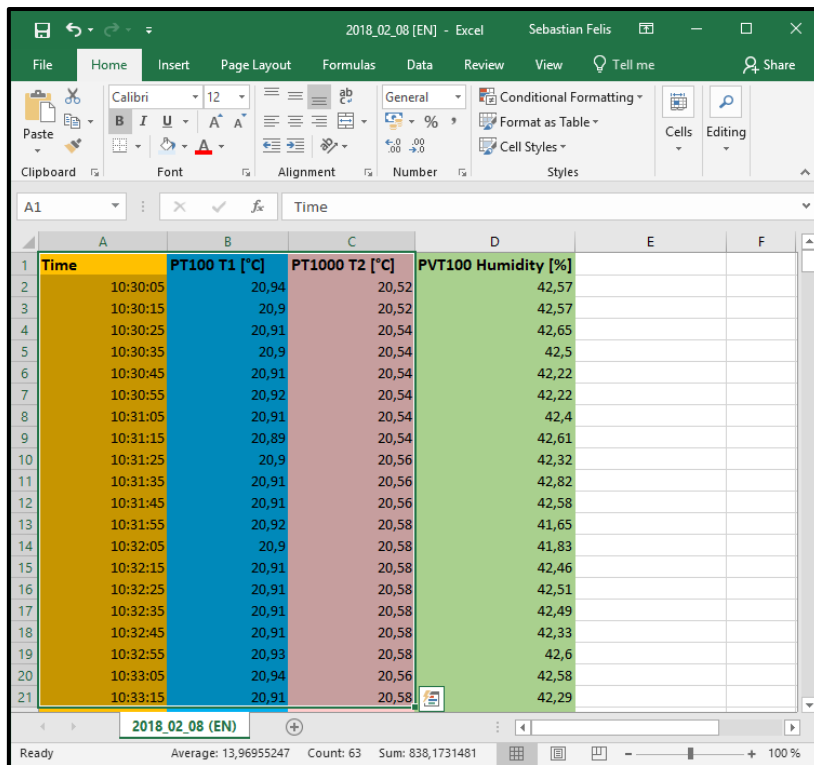 2018_02_08 [EN] - Excel Sebastian Felis
File Home Insert Page Layout Formulas Data Review View Tell me Share
Calibri 12 General Conditional Formatting
Paste B I U A A ab c % Format as Table Cells Editing
A ,00 ,0 Cell Styles
Clipboard Font Alignment Number Styles
A1 fx Time
A B C D E F
1 Time PT100 T1 [°C] PT1000 T2 [°C] PVT100 Humidity [%]
2 10:30:05 20,94 20,52 42,57
3 10:30:15 20,9 20,52 42,57
4 10:30:25 20,91 20,54 42,65
5 10:30:35 20,9 20,54 42,5
6 10:30:45 20,91 20,54 42,22
7 10:30:55 20,92 20,54 42,22
8 10:31:05 20,91 20,54 42,4
9 10:31:15 20,89 20,54 42,61
10 10:31:25 20,9 20,56 42,32
11 10:31:35 20,91 20,56 42,82
12 10:31:45 20,91 20,56 42,58
13 10:31:55 20,92 20,58 41,65
14 10:32:05 20,9 20,58 41,83
15 10:32:15 20,91 20,58 42,46
16 10:32:25 20,91 20,58 42,51
17 10:32:35 20,91 20,58 42,49
18 10:32:45 20,91 20,58 42,33
19 10:32:55 20,93 20,58 42,6
20 10:33:05 20,94 20,56 42,58
21 10:33:15 20,91 20,58 42,29
2018_02_08 (EN)
Ready Average: 13,96955247 Count: 63 Sum: 838,1731481 100 %